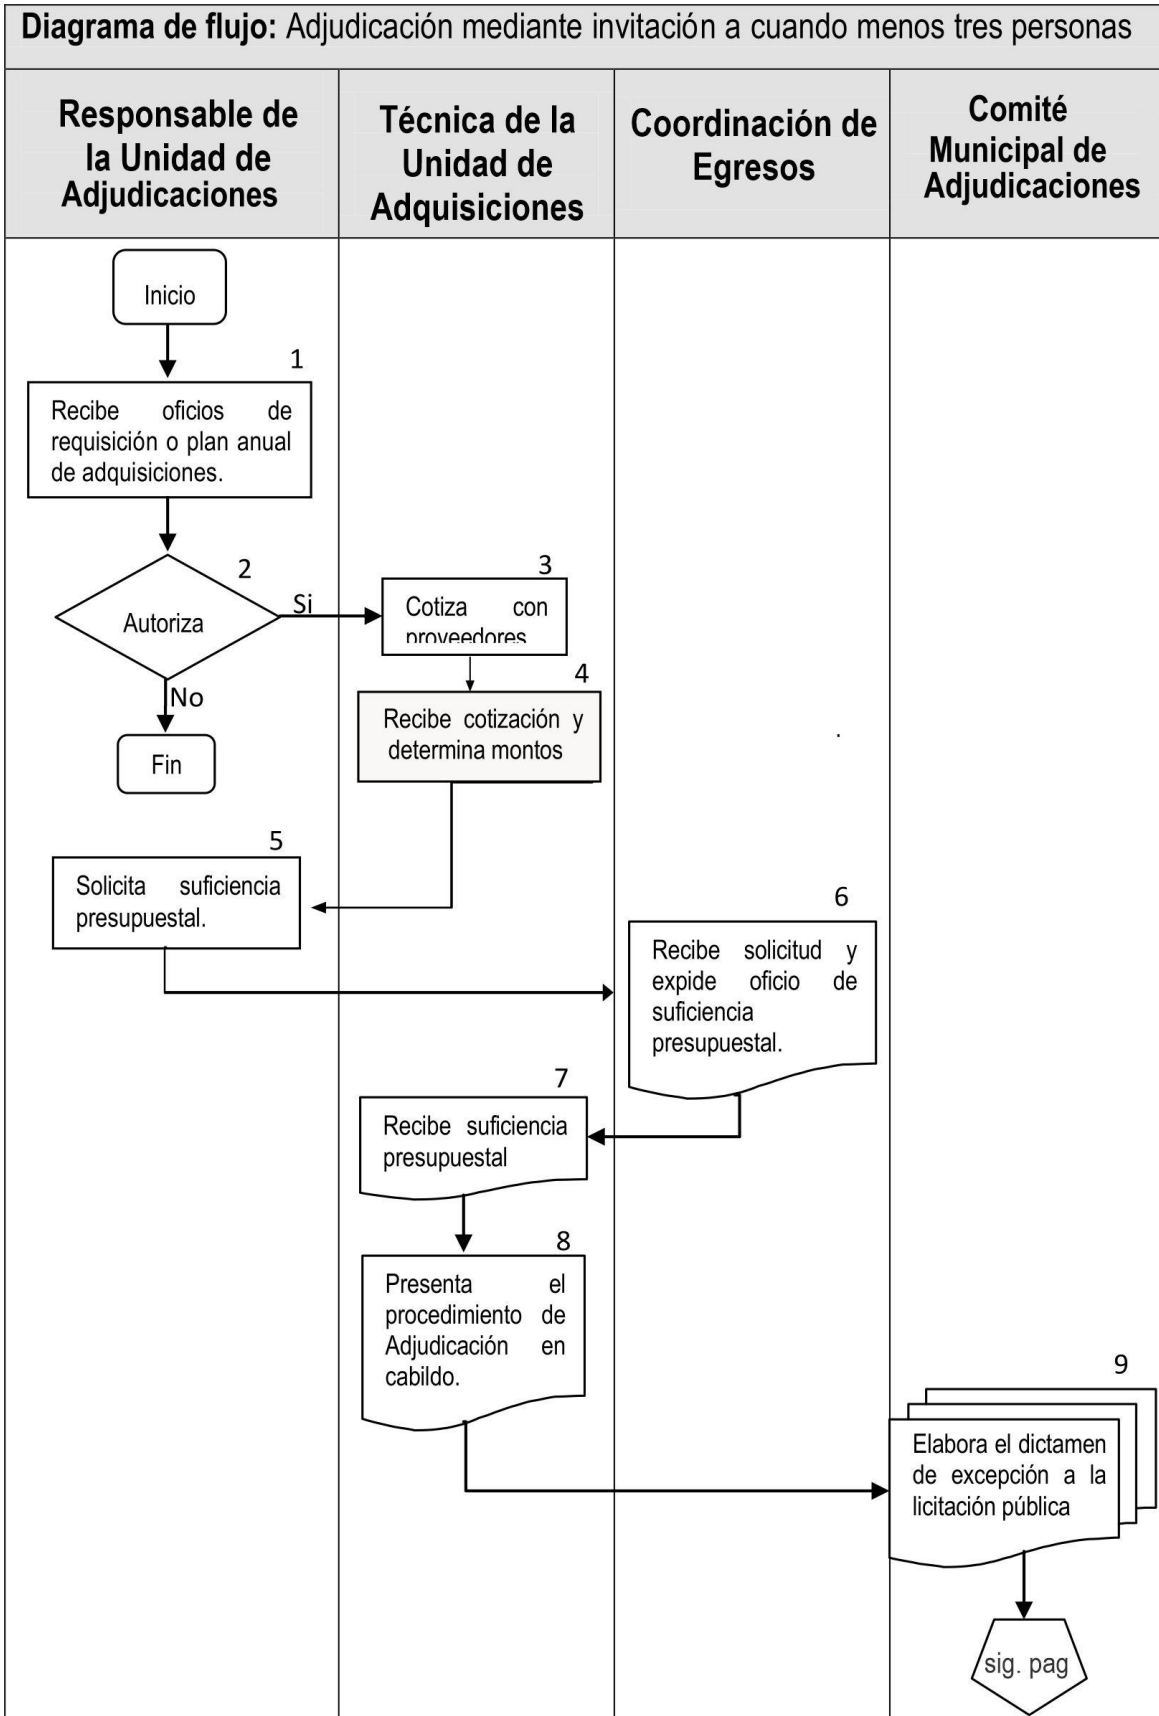 Diagrama de flujo: Adjudicación mediante invitación a cuando menos tres personas
Responsable de
la Unidad de
Adjudicaciones
Técnica de la
Unidad de
Adquisiciones
Coordinación de
Egresos
Comité
Municipal de
Adjudicaciones
Inicio
1
Recibe oficios de
requisición o plan anual
de adquisiciones.
2
Autoriza
Si
No
Fin
3
Cotiza con
proveedores
4
Recibe cotización y
determina montos
.
5
Solicita suficiencia
presupuestal.
6
Recibe solicitud y
expide oficio de
suficiencia
presupuestal.
7
Recibe suficiencia
presupuestal
8
Presenta el
procedimiento de
Adjudicación en
cabildo.
9
Elabora el dictamen
de excepción a la
licitación pública
sig. pag